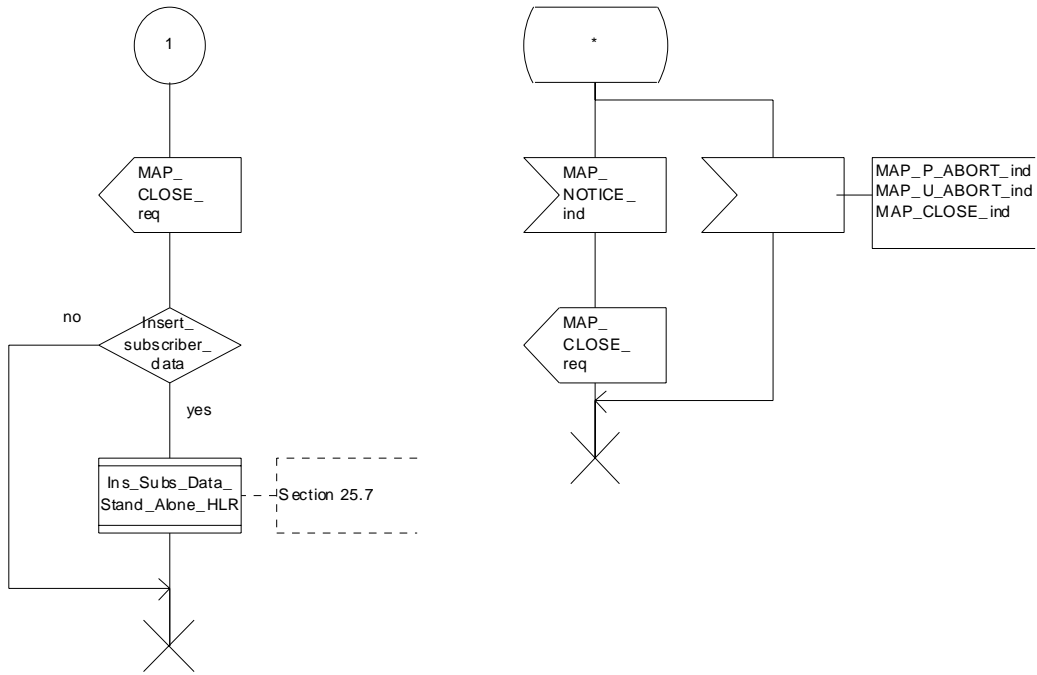 1
MAP_
CLOSE_
req
no
Insert_
subscriber_
data
yes
Ins_Subs_Data_
Stand_Alone_HLR
Section 25.7
*
MAP_
NOTICE_
ind
MAP_P_ABORT_ind
MAP_U_ABORT_ind
MAP_CLOSE_ind
MAP_
CLOSE_
req